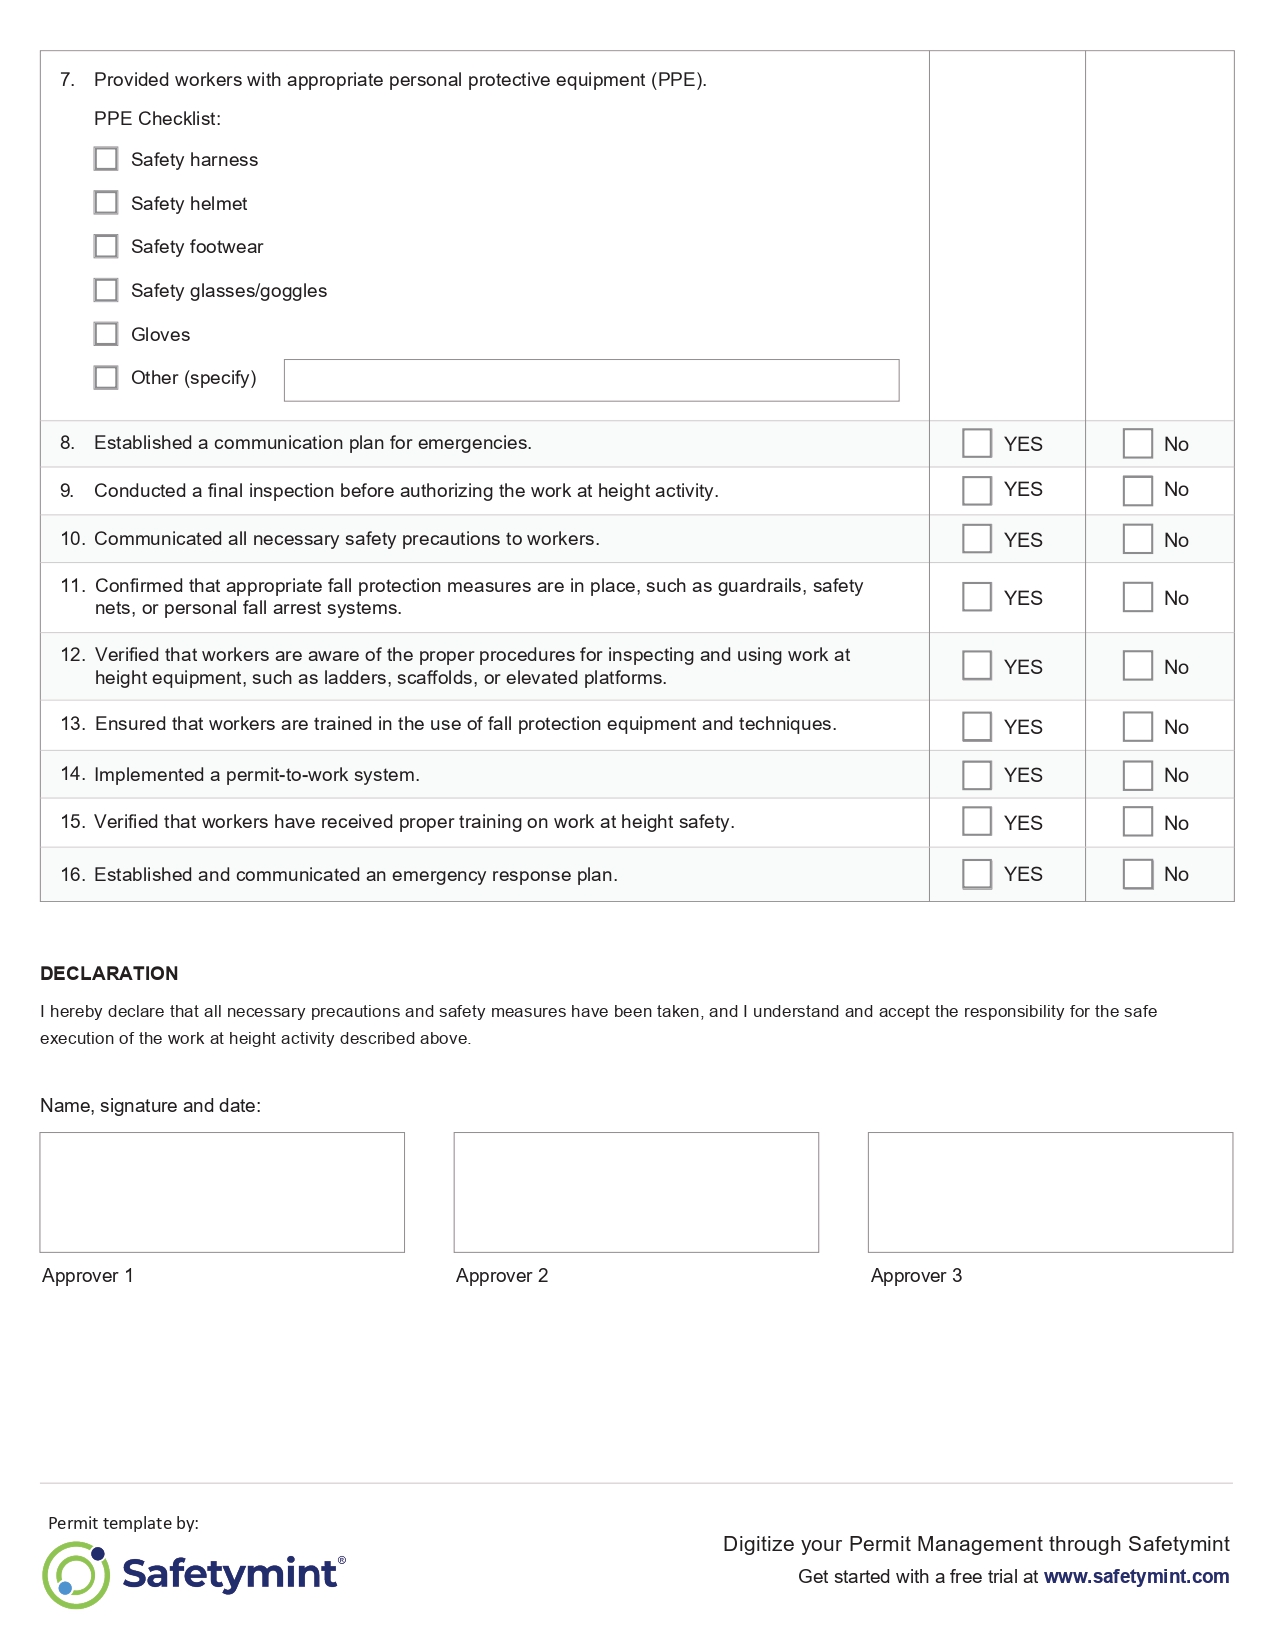 7. Provided workers with appropriate personal protective equipment (PPE).
PPE Checklist:
Safety harness
Safety helmet
Safety footwear
Safety glasses/goggles
Gloves
Other (specify)
8. Established a communication plan for emergencies. YES No
9. Conducted a final inspection before authorizing the work at height activity. YES No
10. Communicated all necessary safety precautions to workers. YES No
11. Confirmed that appropriate fall protection measures are in place, such as guardrails, safety
nets, or personal fall arrest systems. YES No
12. Verified that workers are aware of the proper procedures for inspecting and using work at
height equipment, such as ladders, scaffolds, or elevated platforms. YES No
13. Ensured that workers are trained in the use of fall protection equipment and techniques. YES No
14. Implemented a permit-to-work system. YES No
15. Verified that workers have received proper training on work at height safety. YES No
16. Established and communicated an emergency response plan. YES No
DECLARATION
I hereby declare that all necessary precautions and safety measures have been taken, and I understand and accept the responsibility for the safe
execution of the work at height activity described above.
Name, signature and date:
Approver 1 Approver 2 Approver 3
Permit template by:
Safetymint®
Digitize your Permit Management through Safetymint
Get started with a free trial at www.safetymint.com